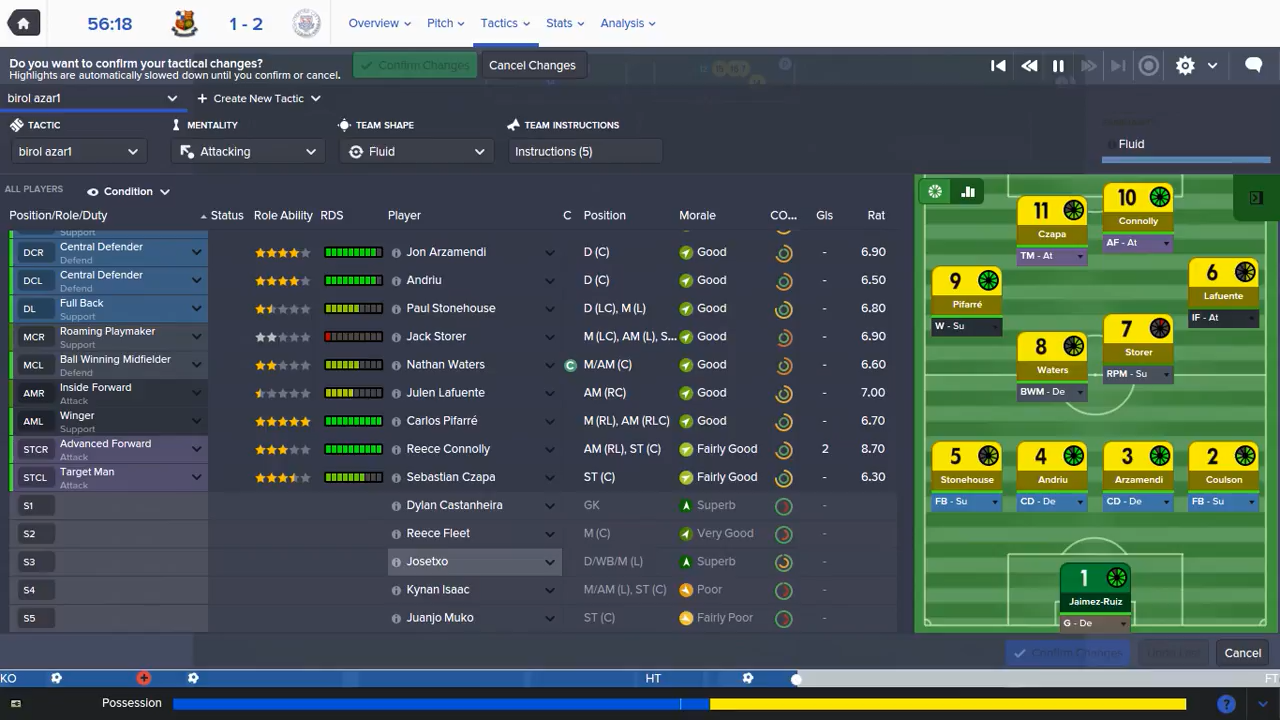 56:18 1 - 2 Overview Pitch Tactics Stats Analysis
Do you want to confirm your tactical changes?
Highlights are automatically slowed down until you confirm or cancel.
Confirm Changes Cancel Changes
birol azar1 + Create New Tactic
TACTIC MENTALITY TEAM SHAPE TEAM INSTRUCTIONS
birol azar1 Attacking Fluid Instructions (5)
Fluid
ALL PLAYERS Condition
Position/Role/Duty Status Role Ability RDS Player C Position Morale CO... Gls Rat
Support
DCR Central Defender Defend Jon Arzamendi D (C) Good - 6.90
DCL Central Defender Defend Andriu D (C) Good - 6.50
DL Full Back Support Paul Stonehouse D (LC), M (L) Good - 6.80
MCR Roaming Playmaker Support Jack Storer M (LC), AM (L), S... Good - 6.90
MCL Ball Winning Midfielder Defend Nathan Waters C M/AM (C) Good - 6.60
AMR Inside Forward Attack Julen Lafuente AM (RC) Good - 7.00
AML Winger Support Carlos Pifarré M (RL), AM (RLC) Good - 6.70
STCR Advanced Forward Attack Reece Connolly AM (RL), ST (C) Fairly Good 2 8.70
STCL Target Man Attack Sebastian Czapa ST (C) Fairly Good - 6.30
S1 Dylan Castanheira GK Superb -
S2 Reece Fleet M (C) Very Good -
S3 Josetxo D/WB/M (L) Superb -
S4 Kynan Isaac M/AM (L), ST (C) Poor -
S5 Juanjo Muko ST (C) Fairly Poor -
11 Czapa TM - At
10 Connolly AF - At
9 Pifarré W - Su
6 Lafuente IF - At
8 Waters BWM - De
7 Storer RPM - Su
5 Stonehouse FB - Su
4 Andriu CD - De
3 Arzamendi CD - De
2 Coulson FB - Su
1 Jaimez-Ruiz G - De
Confirm Changes Cancel
KO HT FT
Possession ?